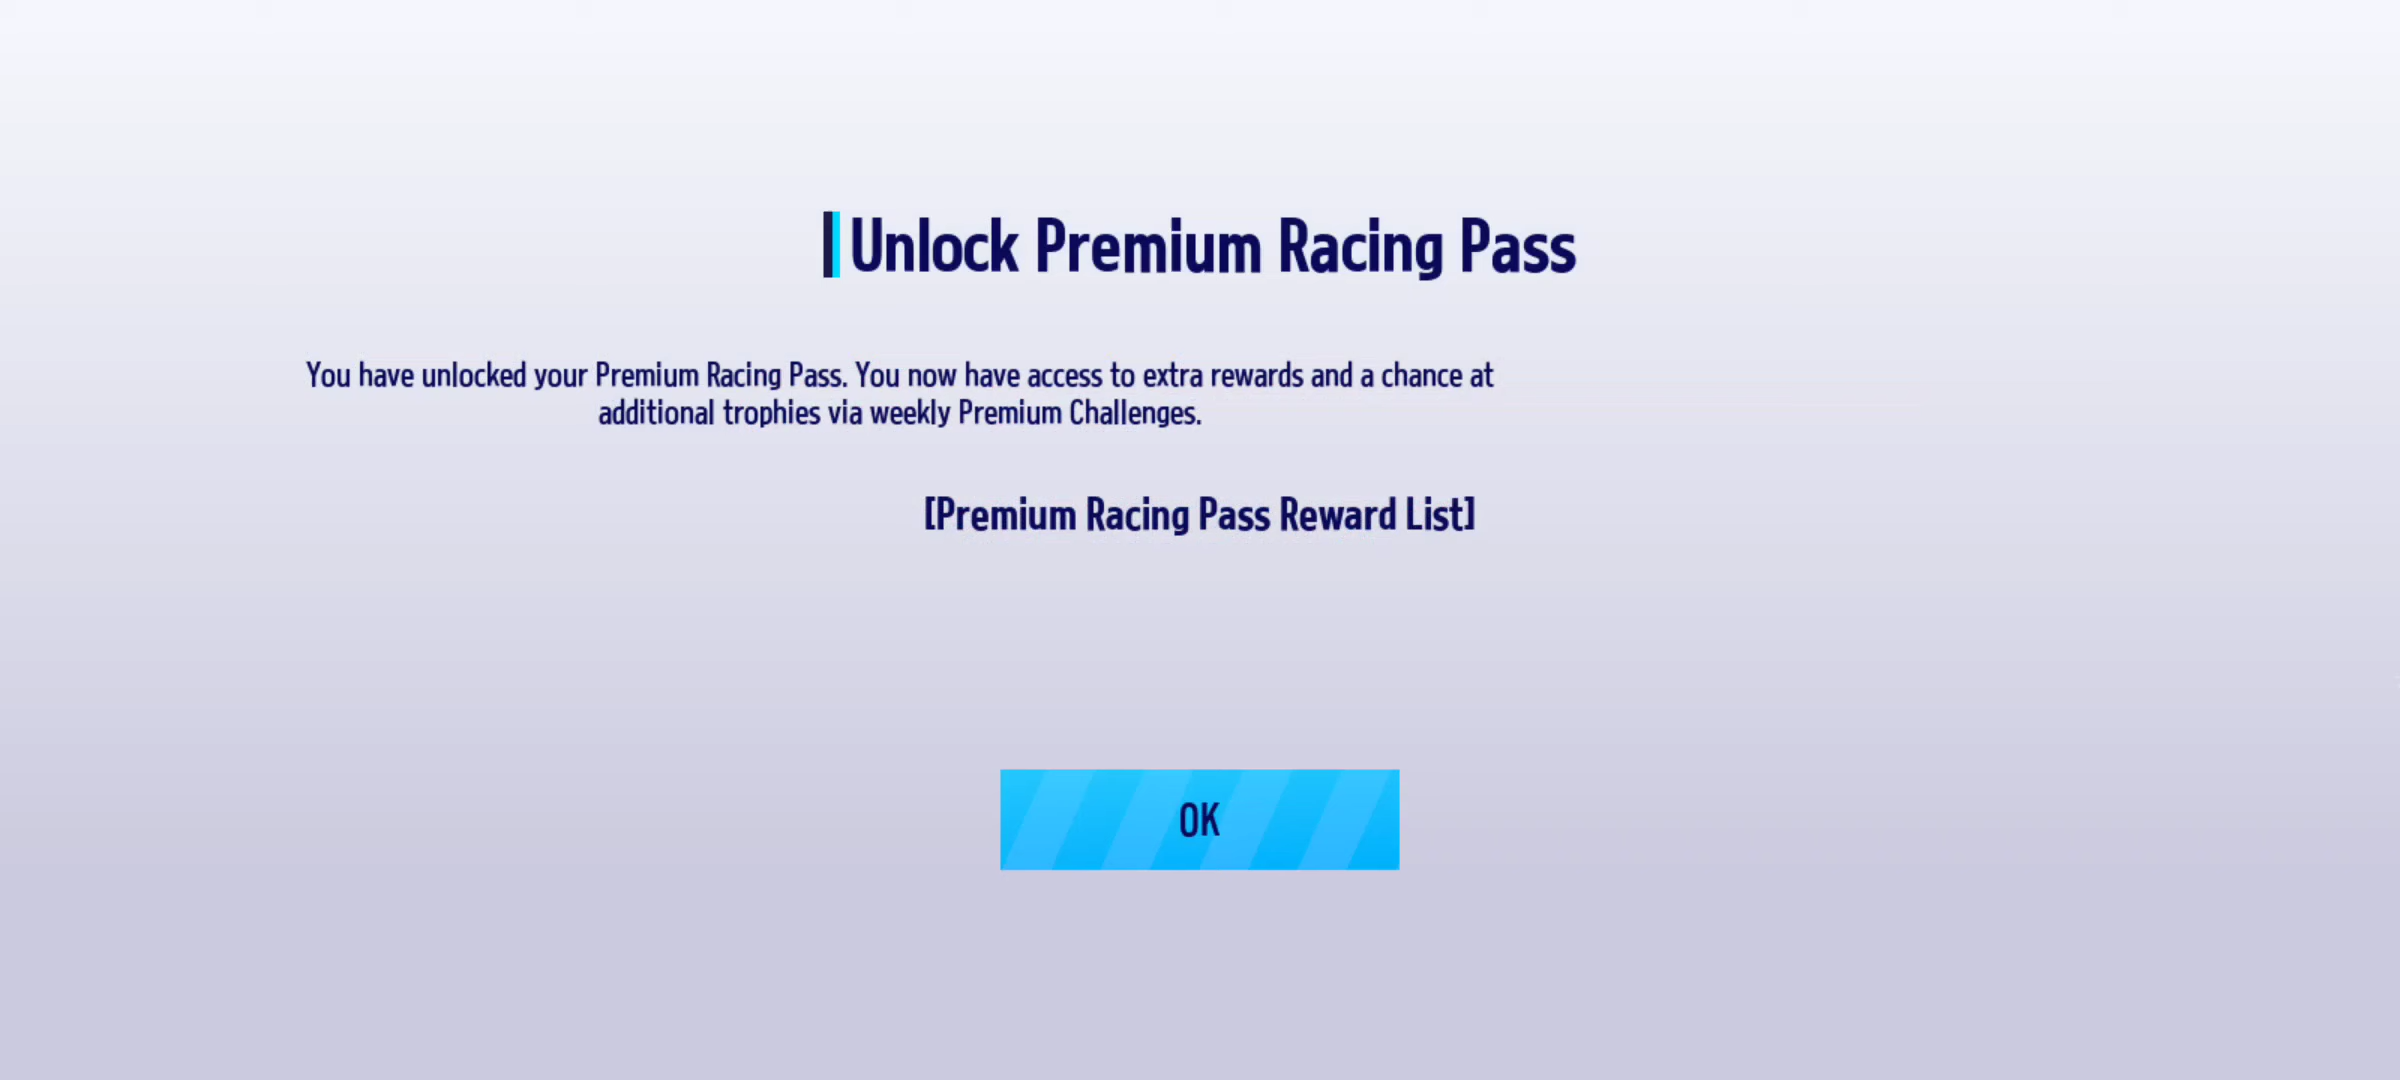 Unlock Premium Racing Pass
You have unlocked your Premium Racing Pass. You now have access to extra rewards and a chance at
additional trophies via weekly Premium Challenges.
[Premium Racing Pass Reward List]
OK